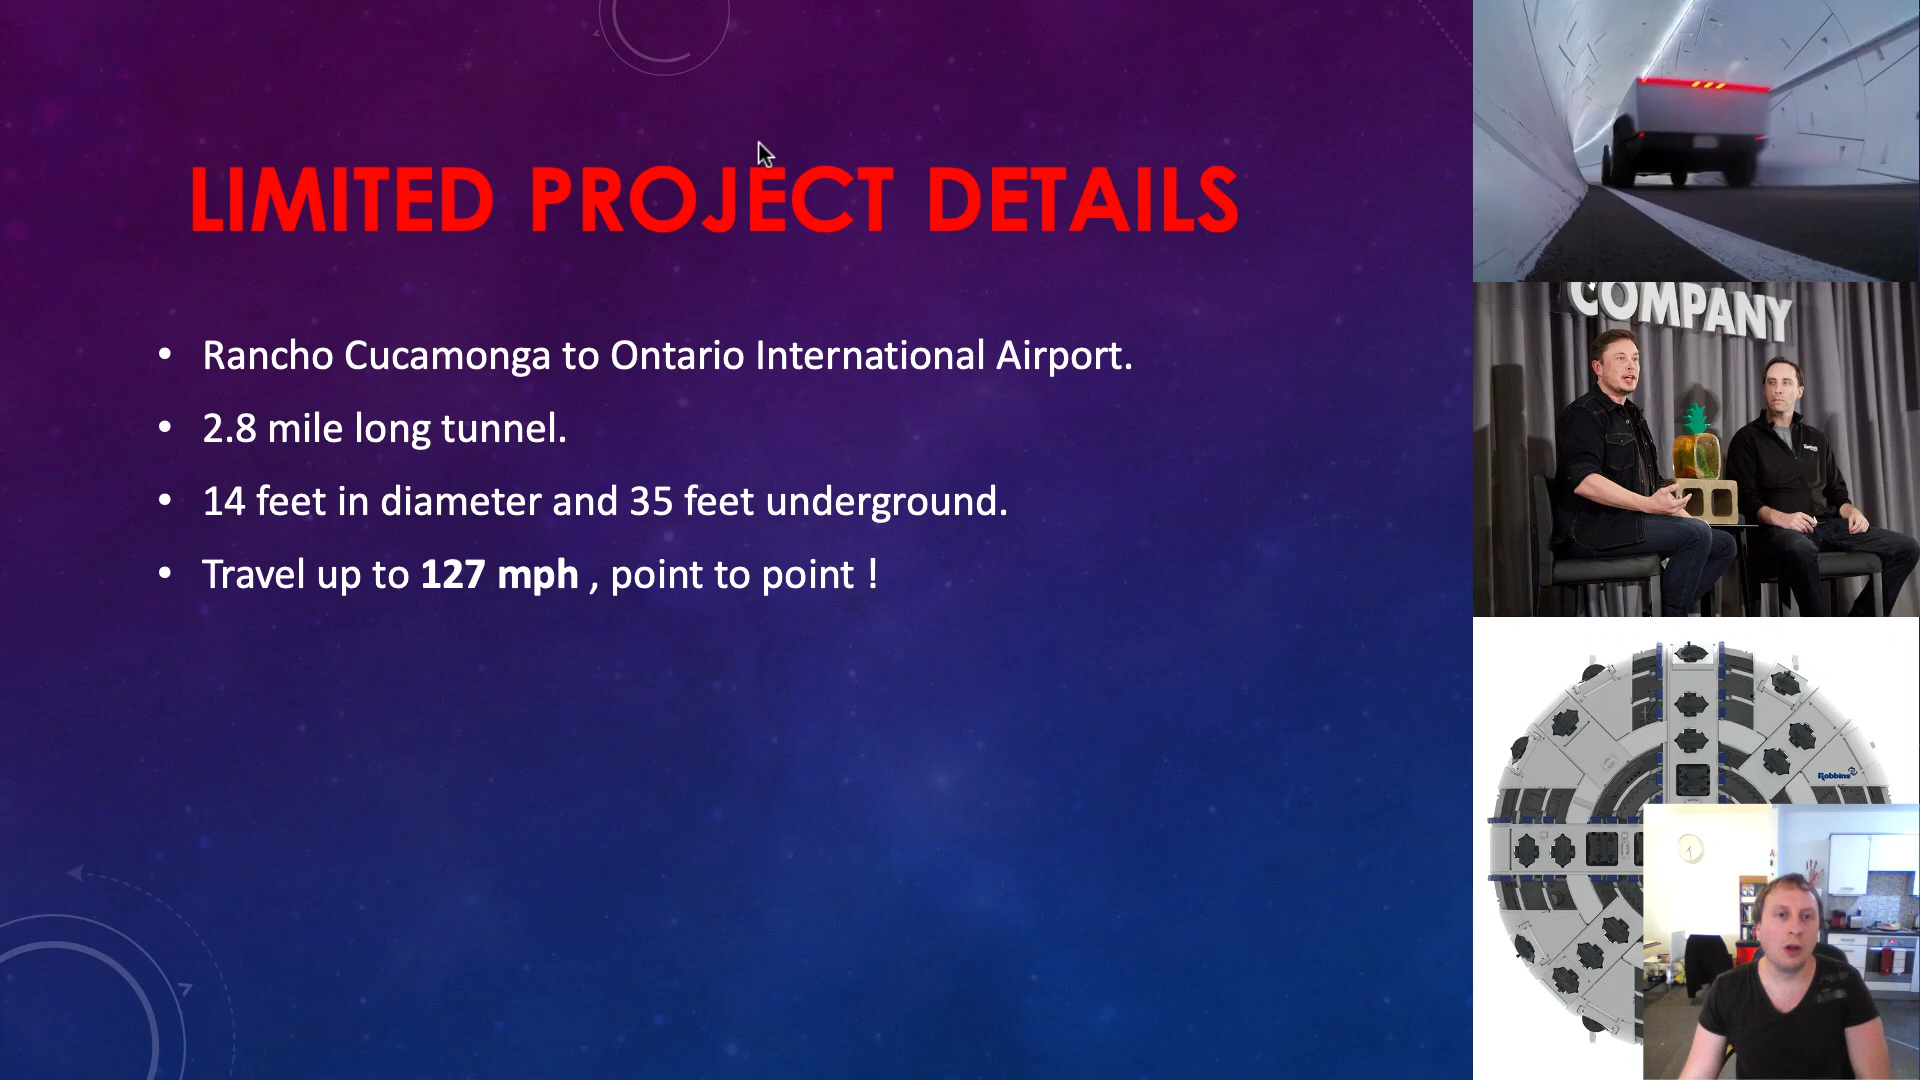 LIMITED PROJECT DETAILS
• Rancho Cucamonga to Ontario International Airport.
• 2.8 mile long tunnel.
• 14 feet in diameter and 35 feet underground.
• Travel up to 127 mph , point to point !
COMPANY
Robbins